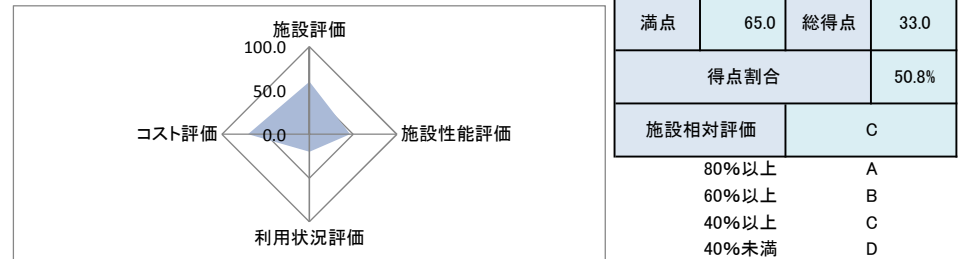 施設評価
100.0
50.0
コスト評価
0.0
施設性能評価
利用状況評価
満点 65.0 総得点 33.0
得点割合 50.8%
施設相対評価 C
80%以上 A
60%以上 B
40%以上 C
40%未満 D